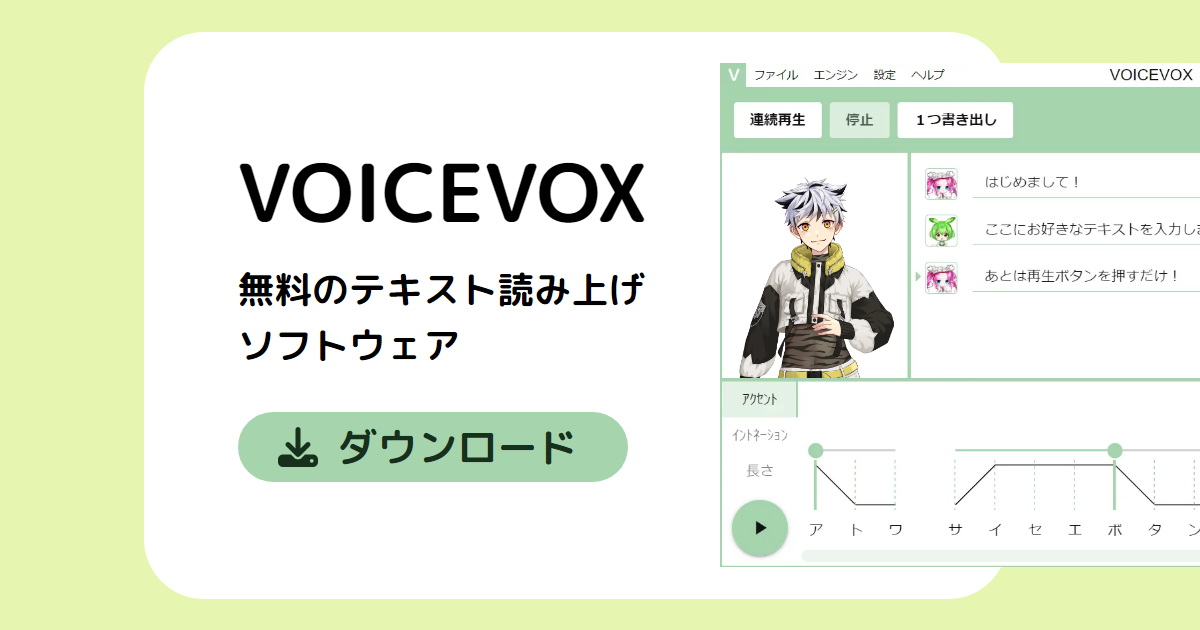 VOICEVOX
無料のテキスト読み上げ
ソフトウェア
ダウンロード
V ファイル エンジン 設定 ヘルプ VOICEVOX
連続再生 停止 1つ書き出し
はじめまして！
ここにお好きなテキストを入力しま
あとは再生ボタンを押すだけ！
アクセント
イントネーション
長さ
ア ト ワ サ イ セ エ ボ タ ン